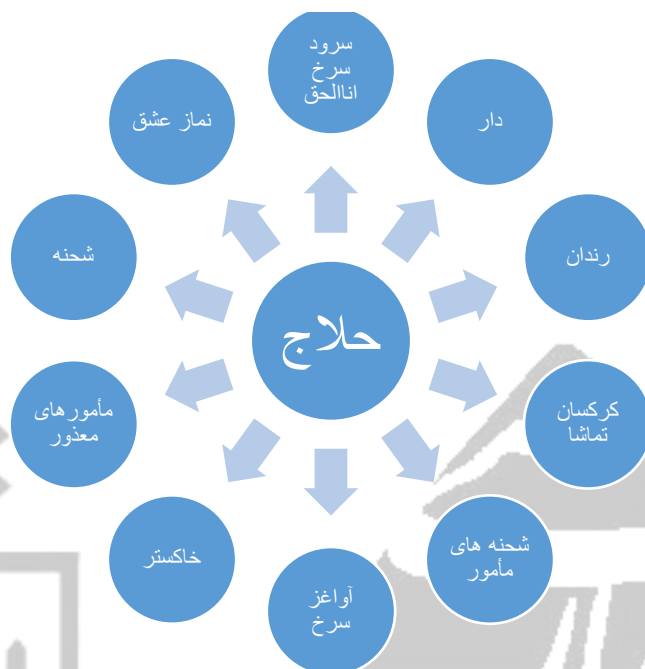 سرود
سرخ
اناالحق
دار
رندان
کرکسان
تماشا
شحنه های
مأمور
آواغز
سرخ
خاکستر
مأمورهای
معذور
شحنه
نماز عشق
حلاج